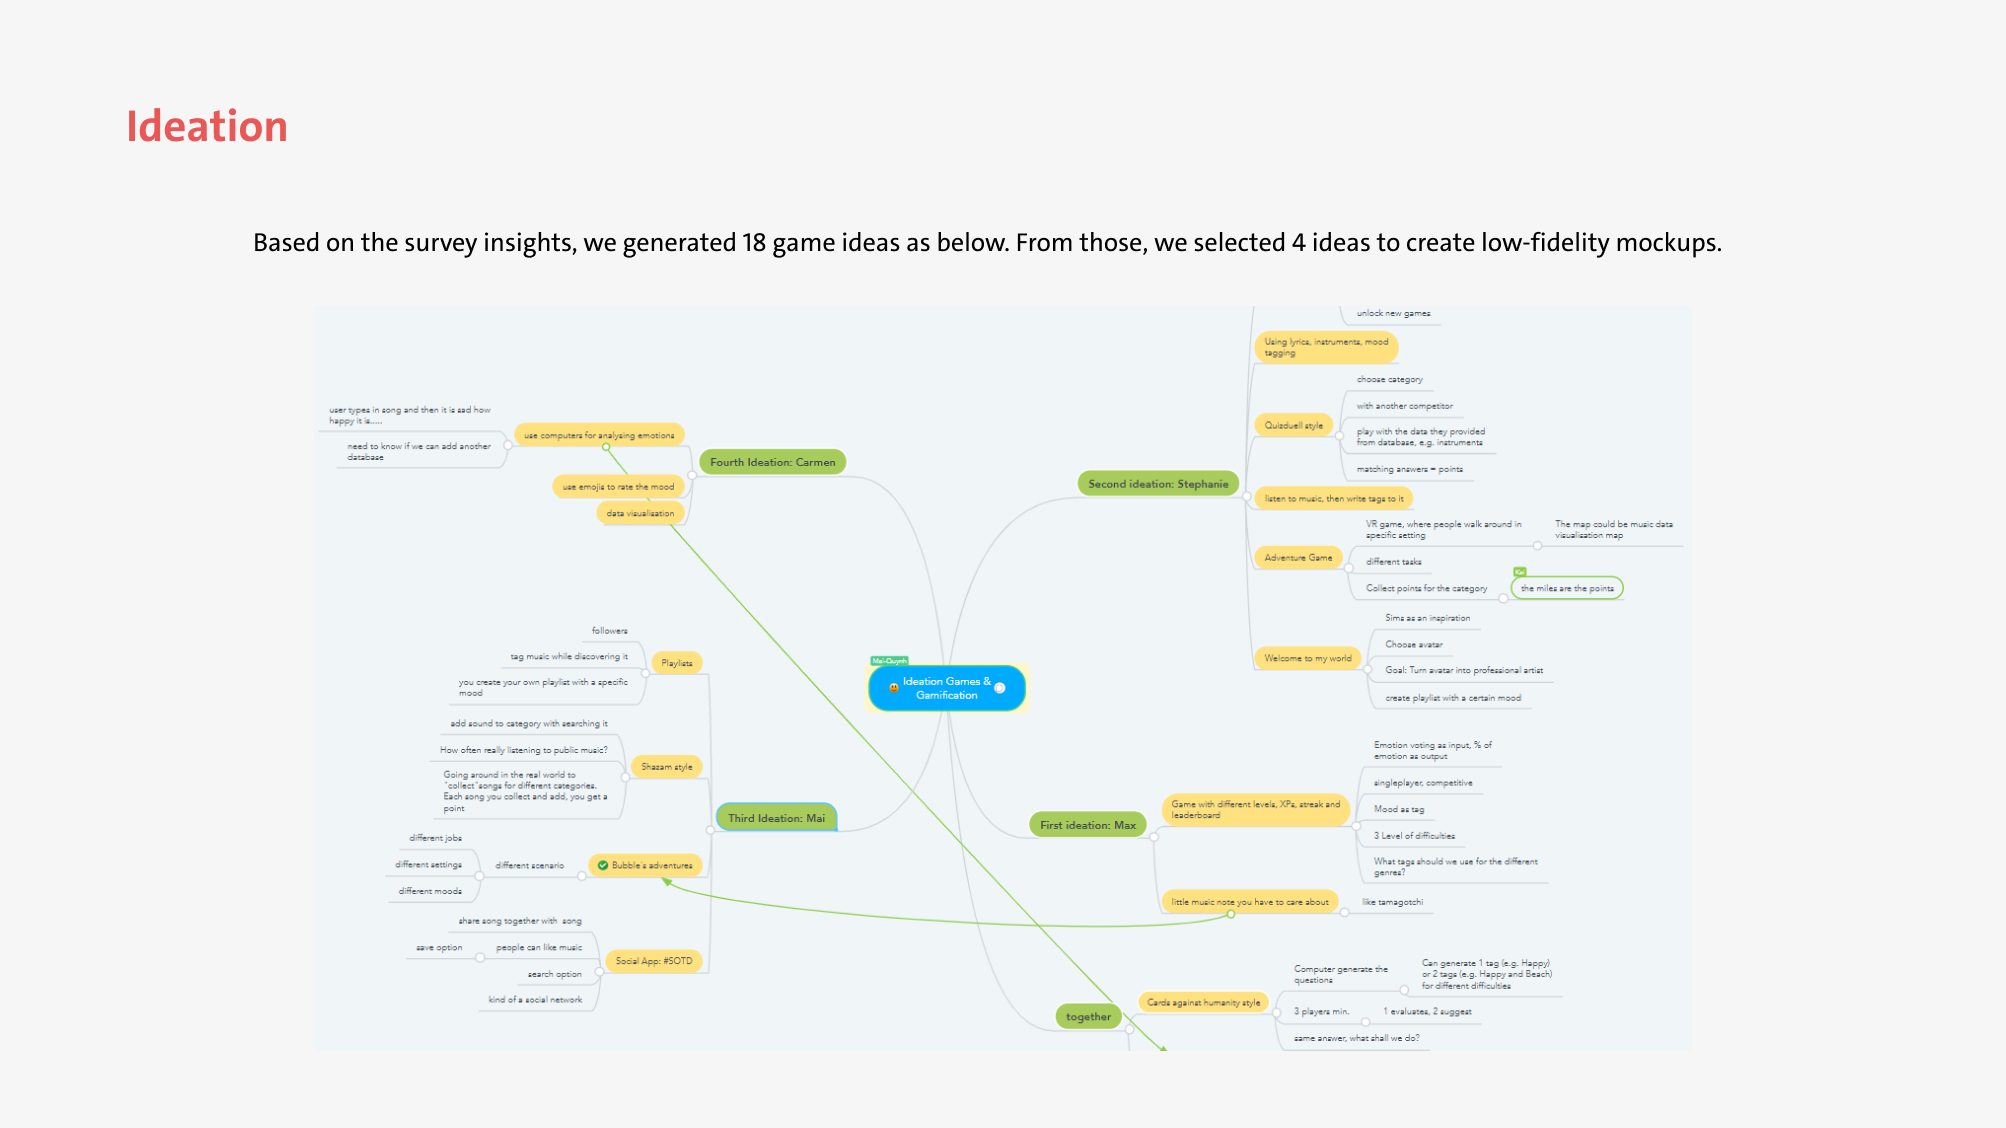 Ideation
Based on the survey insights, we generated 18 game ideas as below. From those, we selected 4 ideas to create low-fidelity mockups.
user types in song and then it is sad how
happy it is.....
need to know if we can add another
database
use computers for analysing emotions
use emojis to rate the mood
data visualisation
Fourth Ideation: Carmen
followers
tag music while discovering it
you create your own playlist with a specific
mood
Playlists
add sound to category with searching it
How often really listening to public music?
Going around in the real world to
"collect"songs for different categories.
Each song you collect and add, you get a
point
Shazam style
Third Ideation: Mai
different jobs
different settings
different moods
different scenario
Bubble's adventures
share song together with song
save option
people can like music
search option
kind of a social network
Social App: #SOTD
Mai-Quynh
Ideation Games &
Gamification
unlock new games
Using lyrics, instruments, mood
tagging
choose category
with another competitor
Quizduell style
play with the data they provided
from database, e.g. instruments
matching answers = points
Second ideation: Stephanie
listen to music, then write tags to it
VR game, where people walk around in
specific setting
The map could be music data
visualisation map
Adventure Game
different tasks
Collect points for the category
Kai
the miles are the points
Sims as an inspiration
Choose avatar
Welcome to my world
Goal: Turn avatar into professional artist
create playlist with a certain mood
Emotion voting as input, % of
emotion as output
singleplayer, competitive
Game with different levels, XPs, streak and
leaderboard
Mood as tag
First ideation: Max
3 Level of difficulties
What tags should we use for the different
genres?
little music note you have to care about
like tamagotchi
together
Cards against humanity style
Computer generate the
questions
Can generate 1 tag (e.g. Happy)
or 2 tags (e.g. Happy and Beach)
for different difficulties
3 players min.
1 evaluates, 2 suggest
same answer, what shall we do?